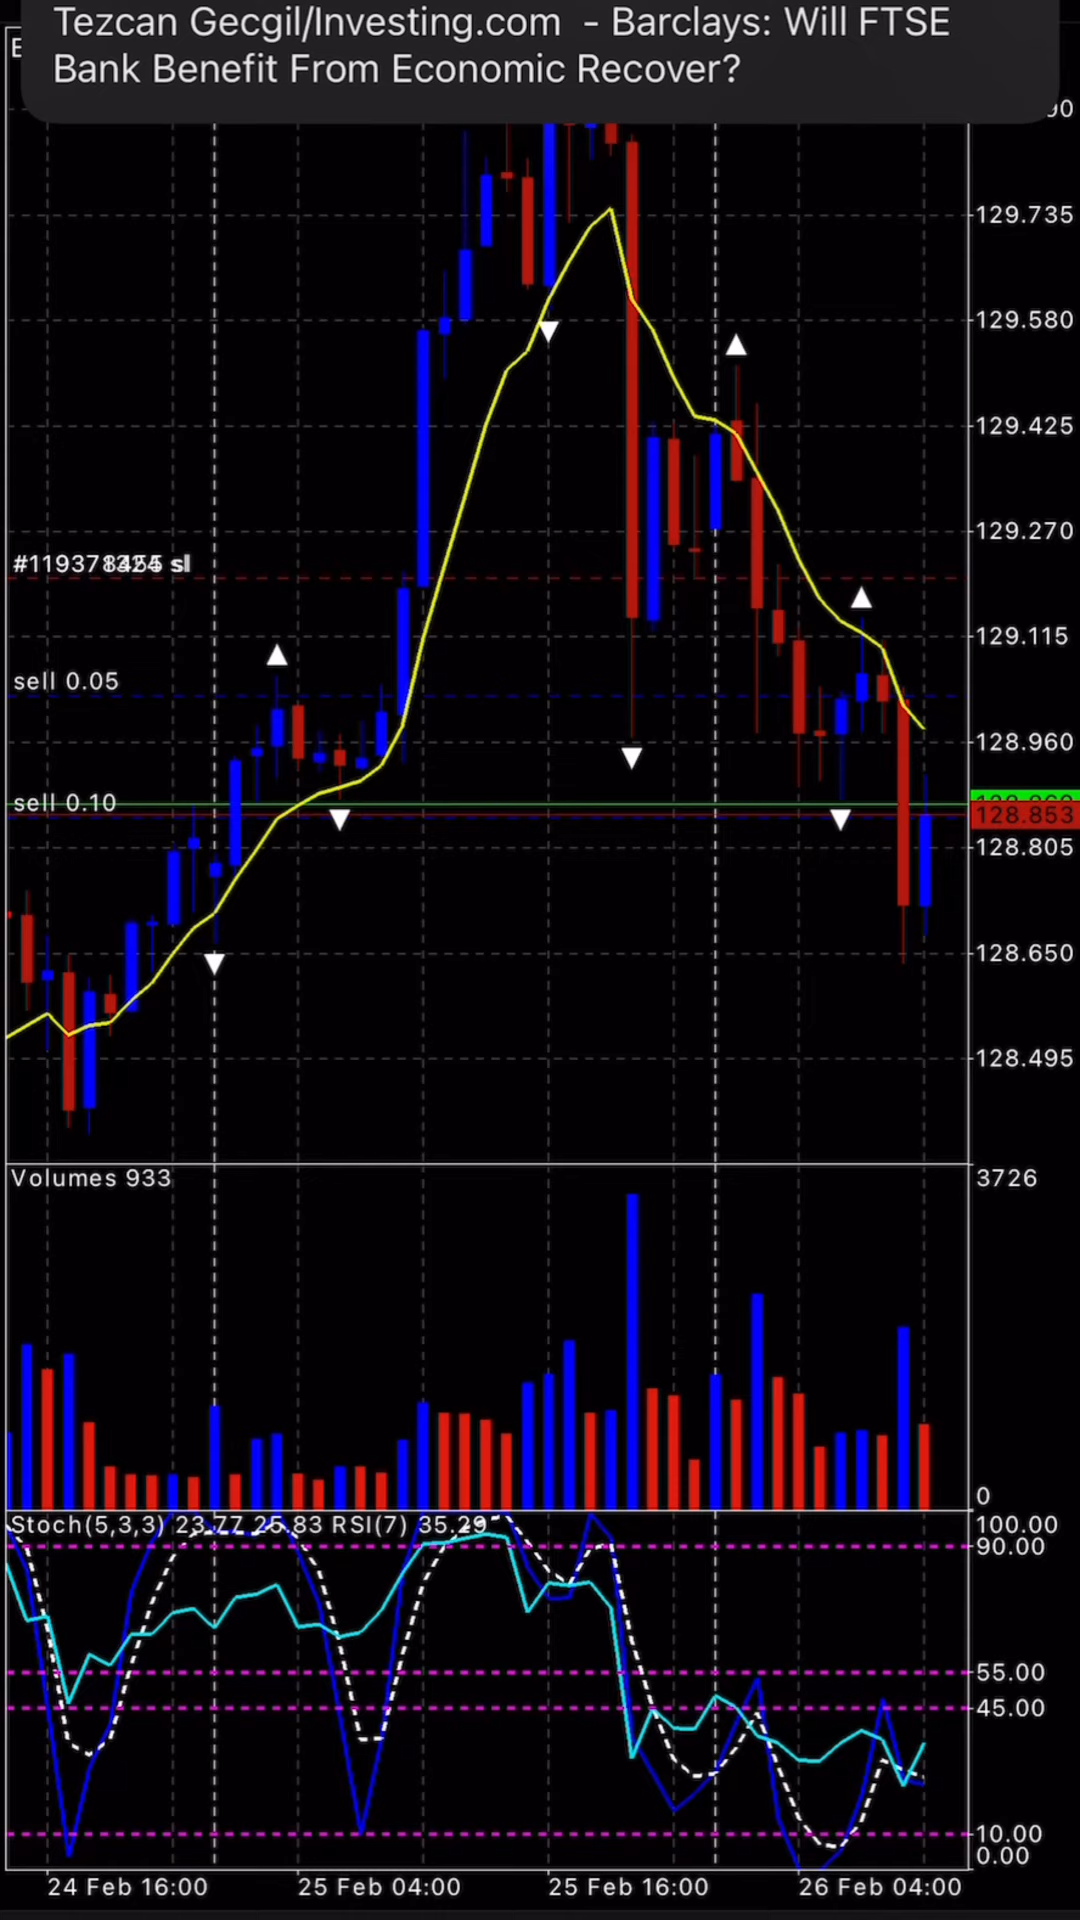 Tezcan Gecgil/Investing.com - Barclays: Will FTSE
Bank Benefit From Economic Recover?
129.735
129.580
129.425
129.270
sl
129.115
sell 0.05
128.960
sell 0.10
128.853
128.805
128.650
128.495
Volumes 933
3726
0
Stoch(5,3,3) 23.77 25.83 RSI(7) 35.29
100.00
90.00
55.00
45.00
10.00
0.00
24 Feb 16:00
25 Feb 04:00
25 Feb 16:00
26 Feb 04:00